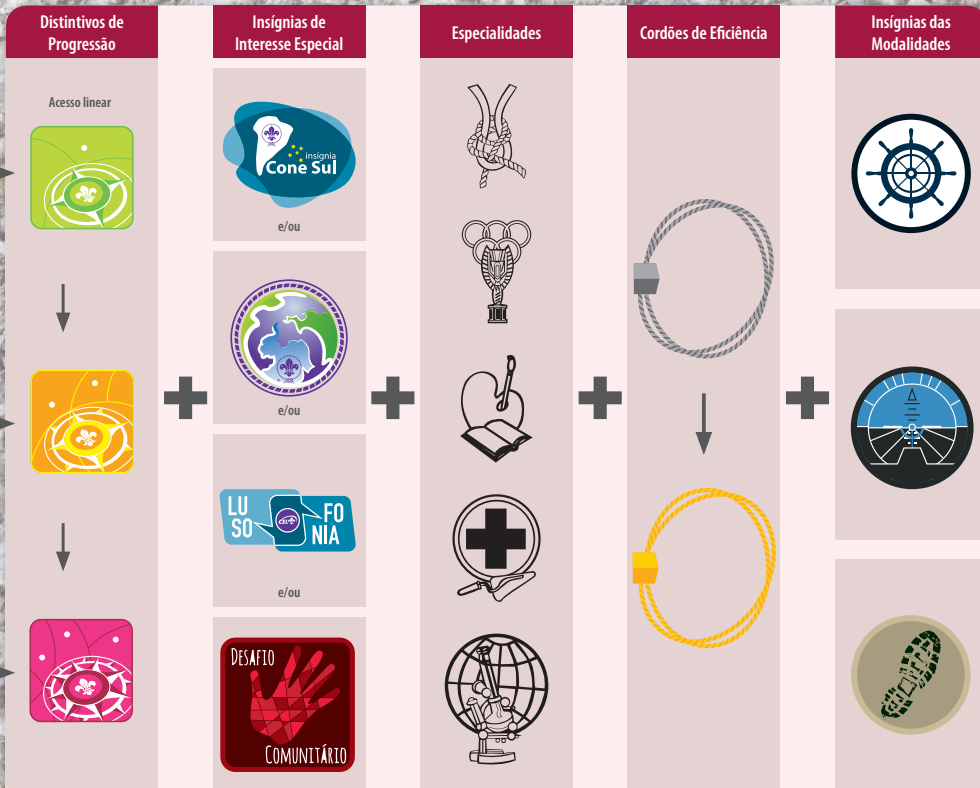 Distintivos de
Progressão
Insígnias de
Interesse Especial
Especialidades
Cordões de Eficiência
Insígnias das
Modalidades
Acesso linear
insígnia
Cone Sul
e/ou
e/ou
LU
SO
FO
NIA
e/ou
DESAFIO
COMUNITÁRIO